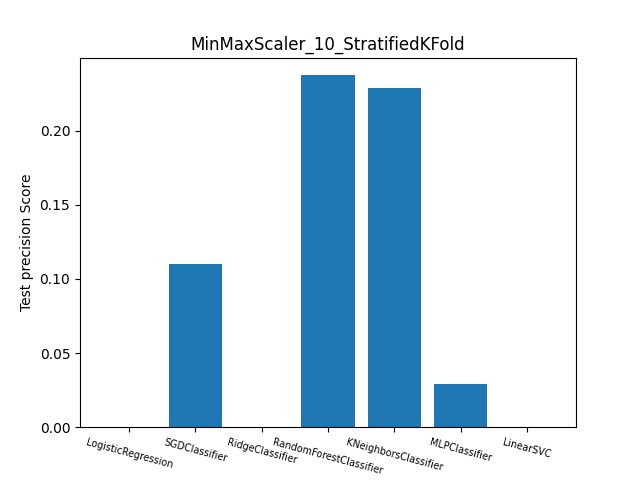 MinMaxScaler_10_StratifiedKFold
Test precision Score
0.20
0.15
0.10
0.05
0.00
LogisticRegression
SGDClassifier
RidgeClassifier
RandomForestClassifier
KNeighborsClassifier
MLPClassifier
LinearSVC